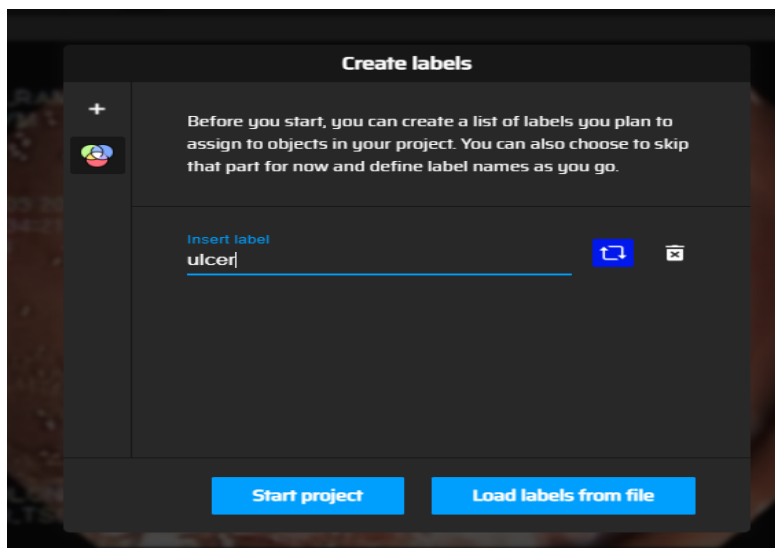 Create labels
+
Before you start, you can create a list of labels you plan to
assign to objects in your project. You can also choose to skip
that part for now and define label names as you go.
Insert label
ulcer
Start project
Load labels from file